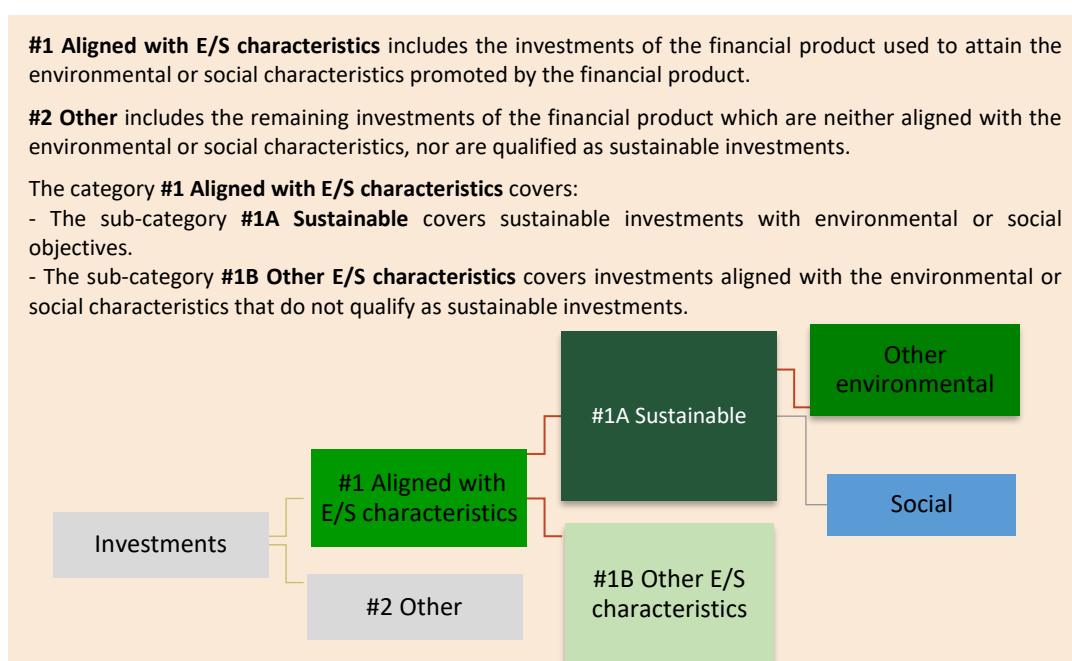 #1 Aligned with E/S characteristics includes the investments of the financial product used to attain the
environmental or social characteristics promoted by the financial product.
#2 Other includes the remaining investments of the financial product which are neither aligned with the
environmental or social characteristics, nor are qualified as sustainable investments.
The category #1 Aligned with E/S characteristics covers:
- The sub-category #1A Sustainable covers sustainable investments with environmental or social
objectives.
- The sub-category #1B Other E/S characteristics covers investments aligned with the environmental or
social characteristics that do not qualify as sustainable investments.
Investments
#1 Aligned with
E/S characteristics
#2 Other
#1A Sustainable
#1B Other E/S
characteristics
Other
environmental
Social